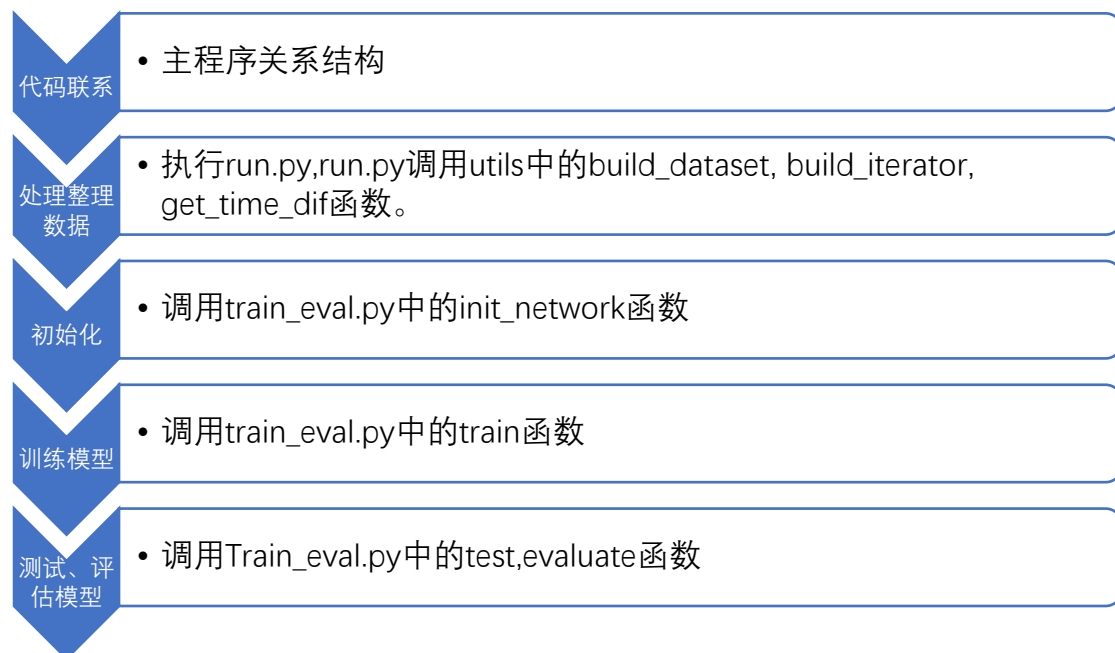 代码联系
• 主程序关系结构
处理整理
数据
• 执行run.py,run.py调用utils中的build_dataset, build_iterator,
get_time_dif函数。
初始化
• 调用train_eval.py中的init_network函数
训练模型
• 调用train_eval.py中的train函数
测试、评
估模型
• 调用Train_eval.py中的test,evaluate函数